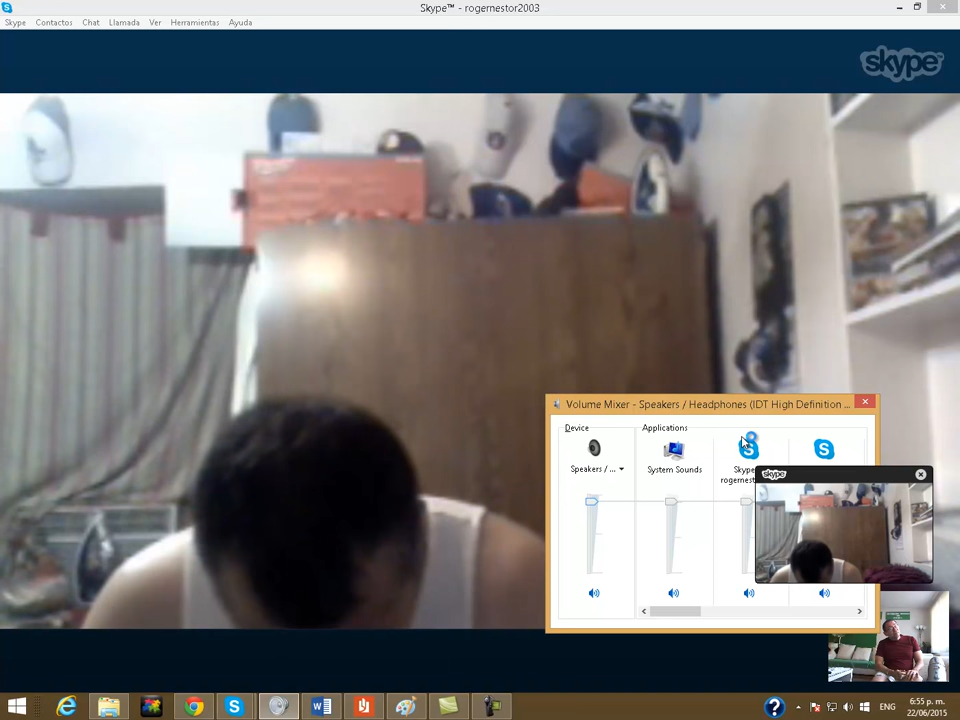 Skype™ - rogernestor2003
Skype Contactos Chat Llamada Ver Herramientas Ayuda
skype
Volume Mixer - Speakers / Headphones (IDT High Definition ...
Device
Applications
Speakers / ...
System Sounds
Skype
rogernest
skype
ENG
6:55 p. m.
22/06/2015